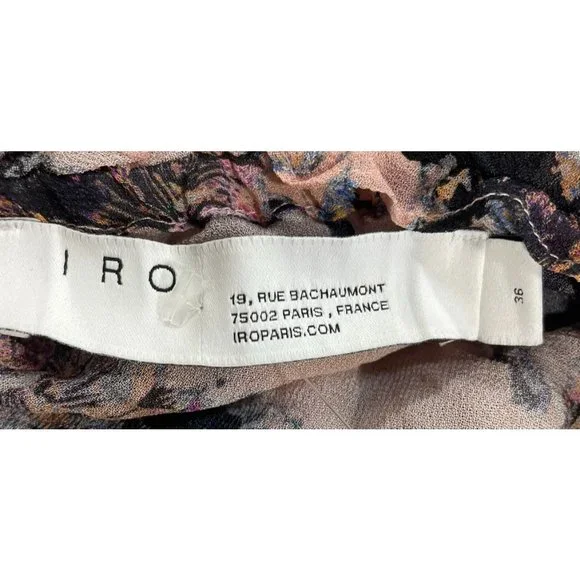 IRO
19, RUE BACHAUMONT
75002 PARIS , FRANCE
IROPARIS.COM
36